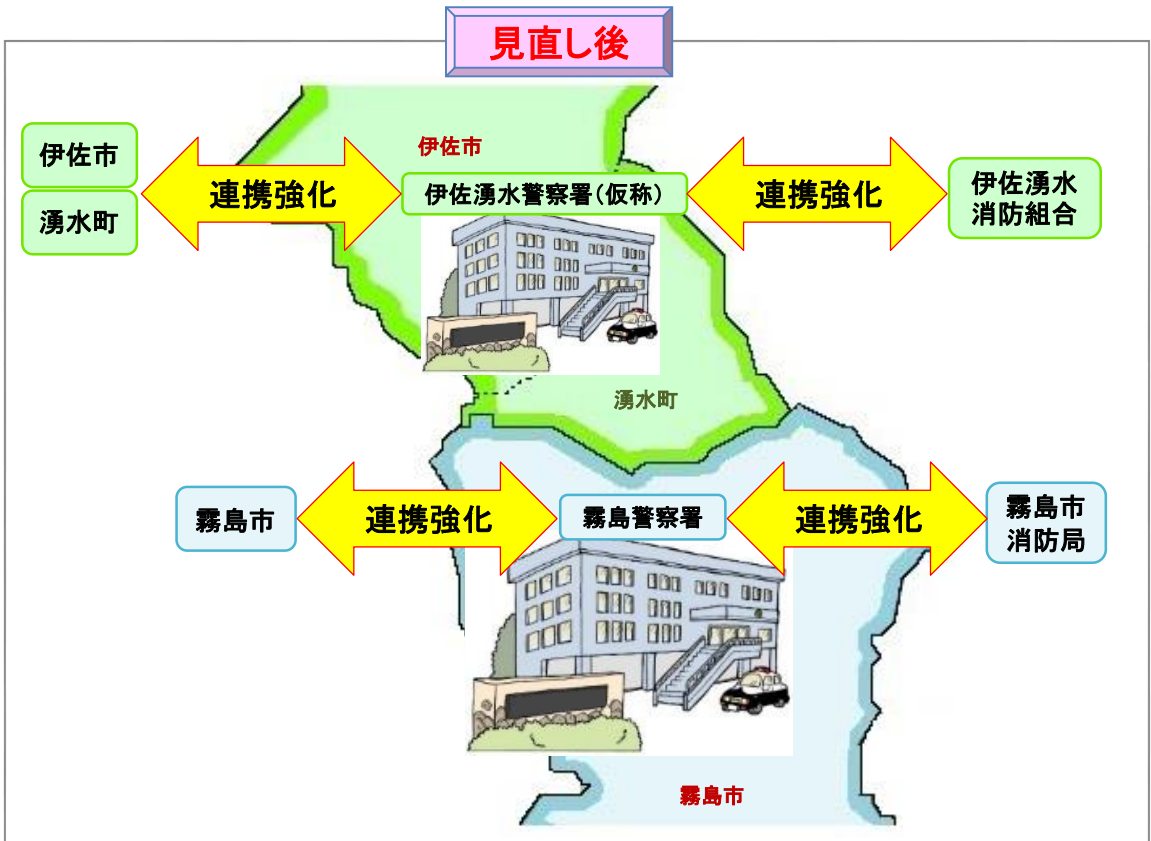 見直し後
伊佐市
伊佐市
湧水町
連携強化
伊佐湧水警察署(仮称)
連携強化
伊佐湧水
消防組合
湧水町
霧島市
連携強化
霧島警察署
連携強化
霧島市
消防局
霧島市